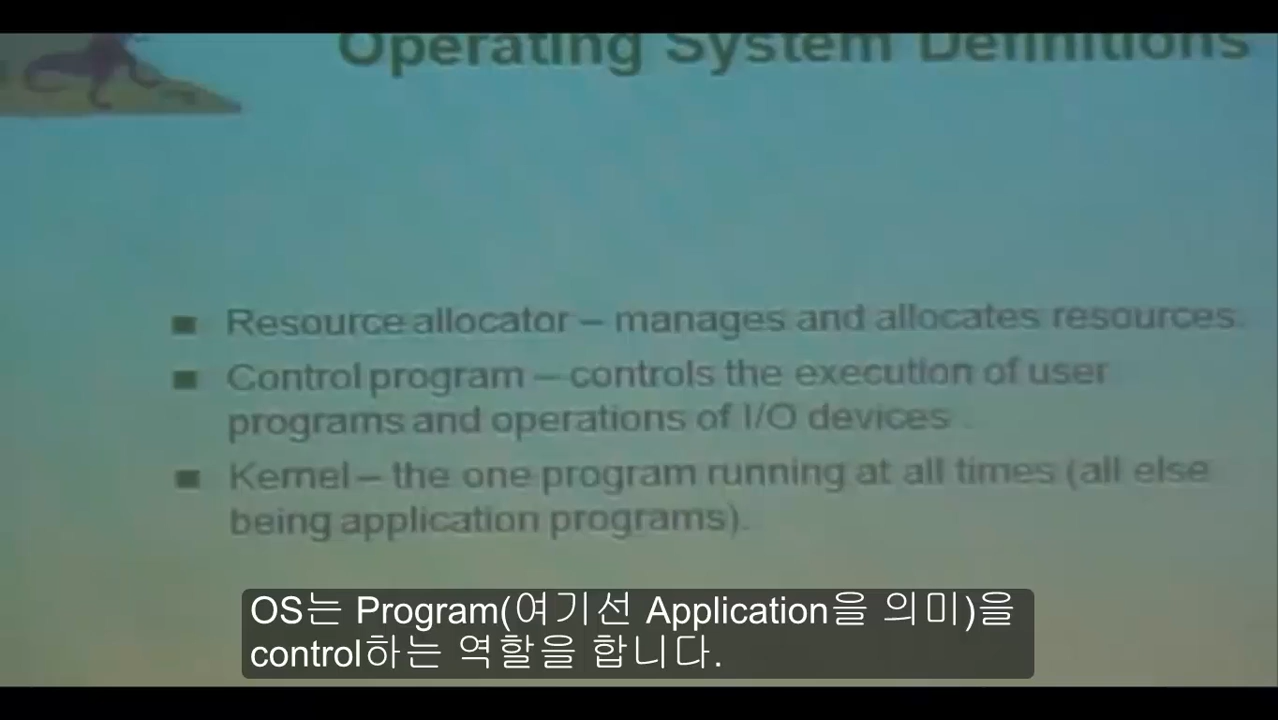 Operating System Definitions
Resource allocator – manages and allocates resources.
Control program – controls the execution of user
programs and operations of I/O devices .
Kernel – the one program running at all times (all else
being application programs).
OS는 Program(여기선 Application을 의미)을
control하는 역할을 합니다.